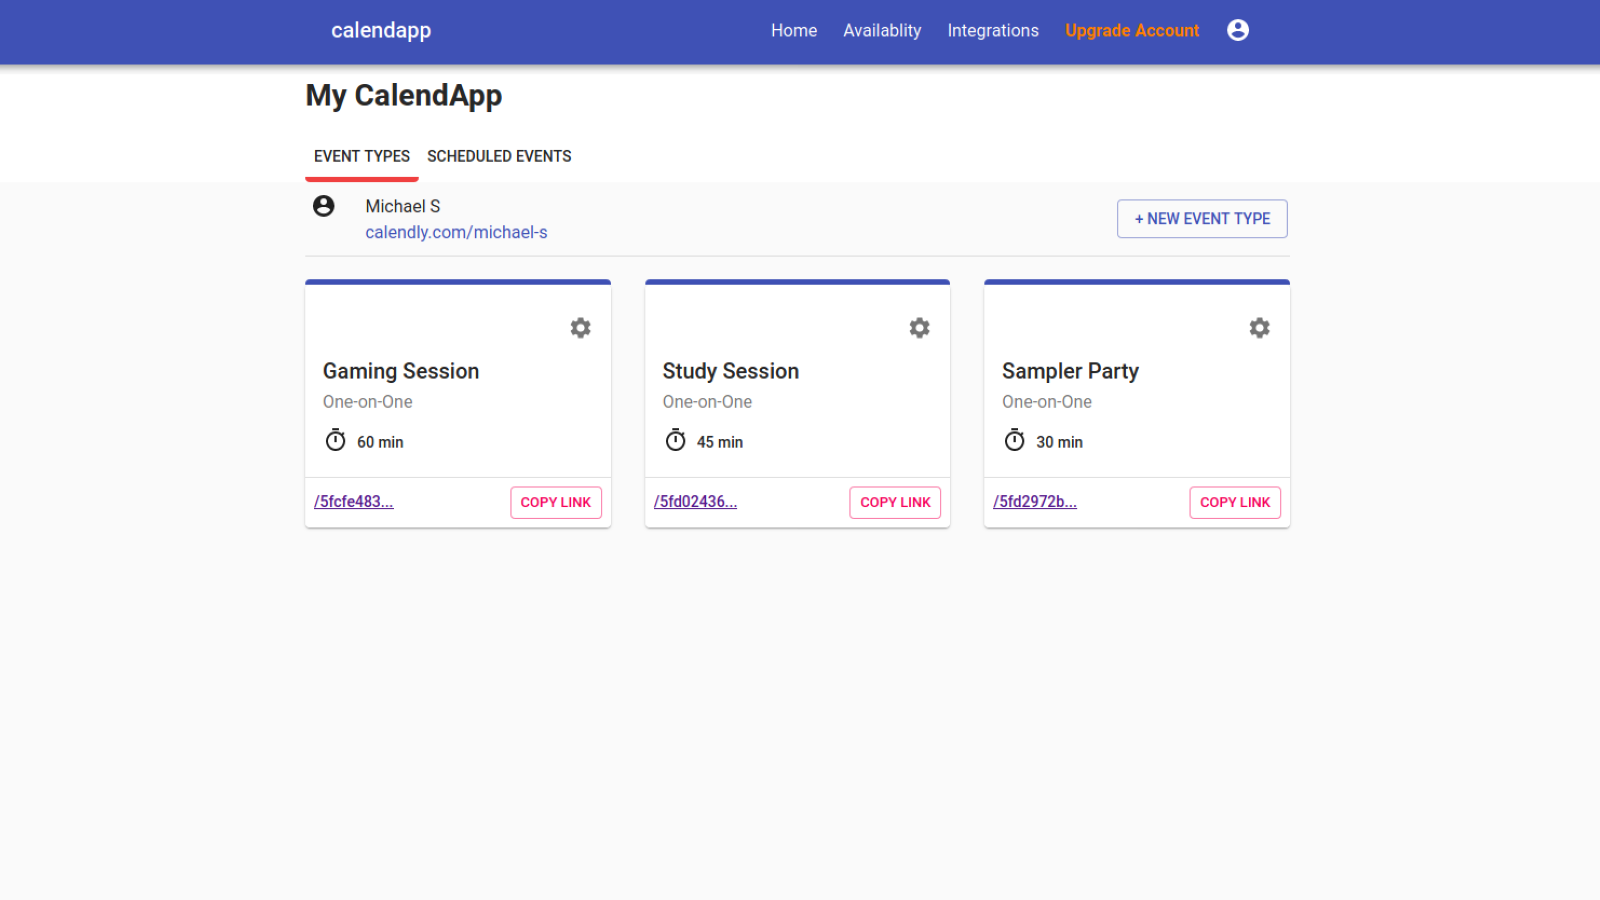 calendapp Home Availablity Integrations Upgrade Account
My CalendApp
EVENT TYPES SCHEDULED EVENTS
Michael S
calendly.com/michael-s
+ NEW EVENT TYPE
Gaming Session
One-on-One
60 min
/5fcfe483... COPY LINK
Study Session
One-on-One
45 min
/5fd02436... COPY LINK
Sampler Party
One-on-One
30 min
/5fd2972b... COPY LINK